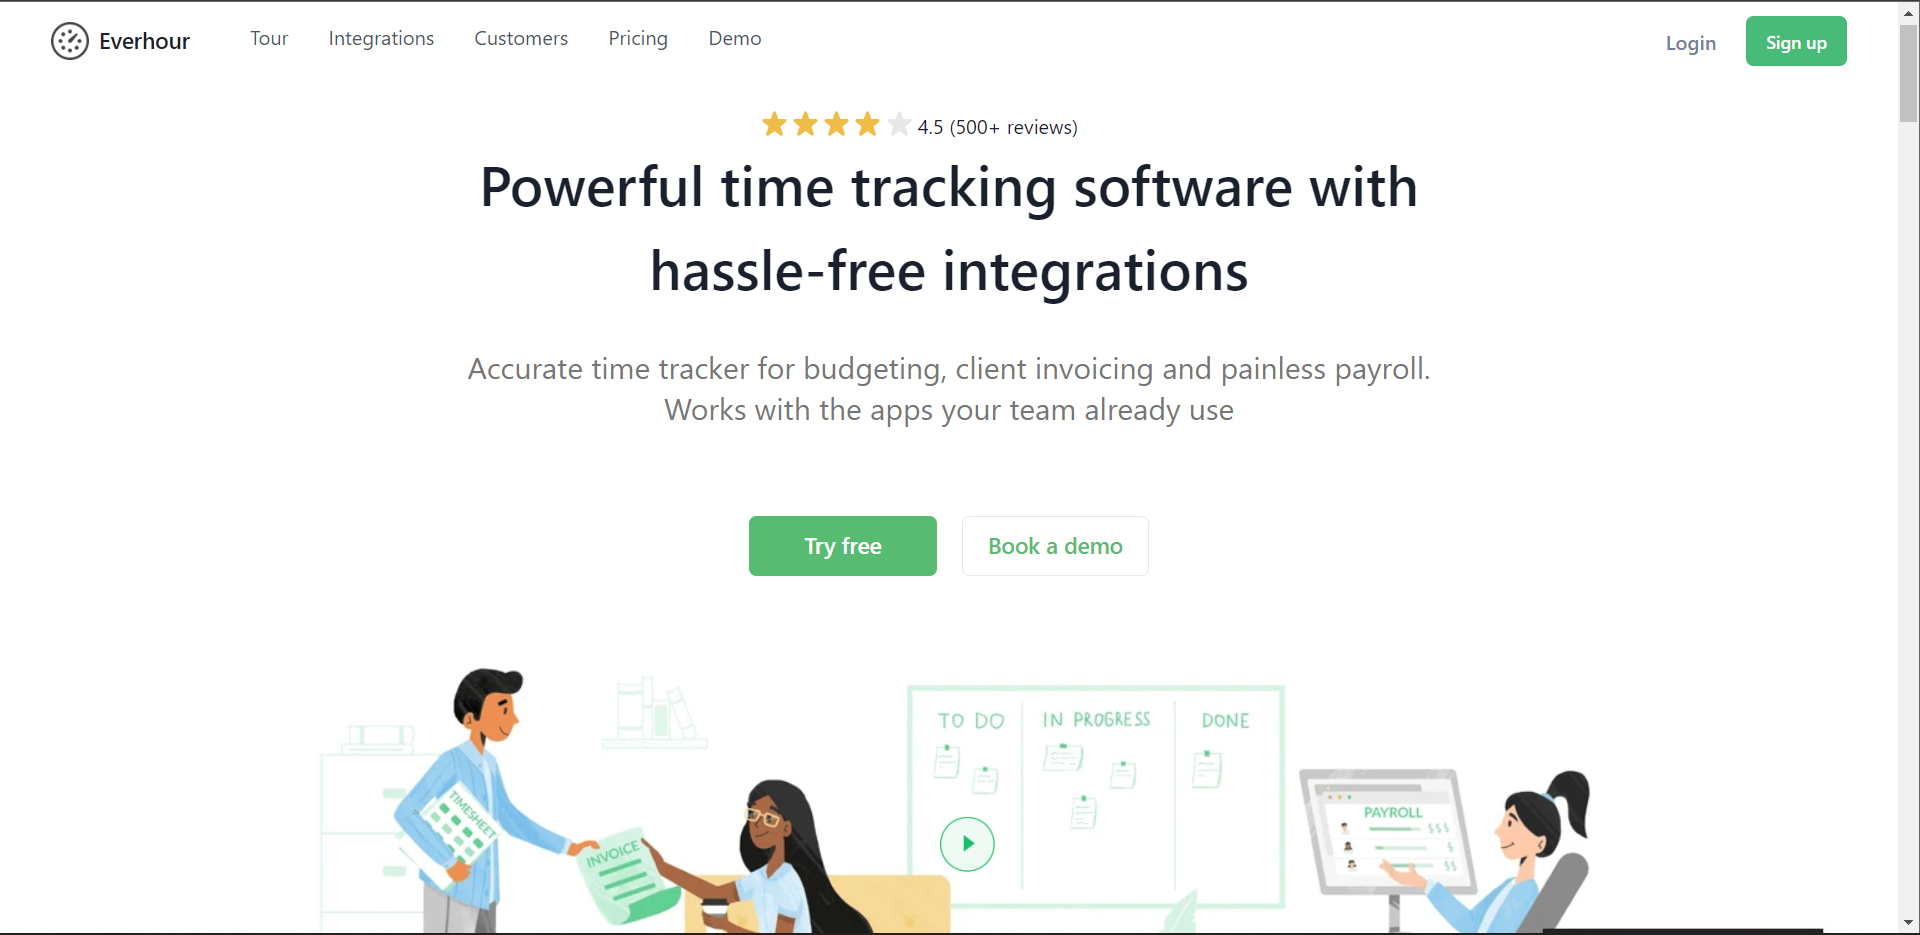 Everhour
Tour
Integrations
Customers
Pricing
Demo
Login
Sign up
4.5 (500+ reviews)
Powerful time tracking software with
hassle-free integrations
Accurate time tracker for budgeting, client invoicing and painless payroll.
Works with the apps your team already use
Try free
Book a demo
TO DO
IN PROGRESS
DONE
TIMESHEET
INVOICE
PAYROLL
$$$
$
$$